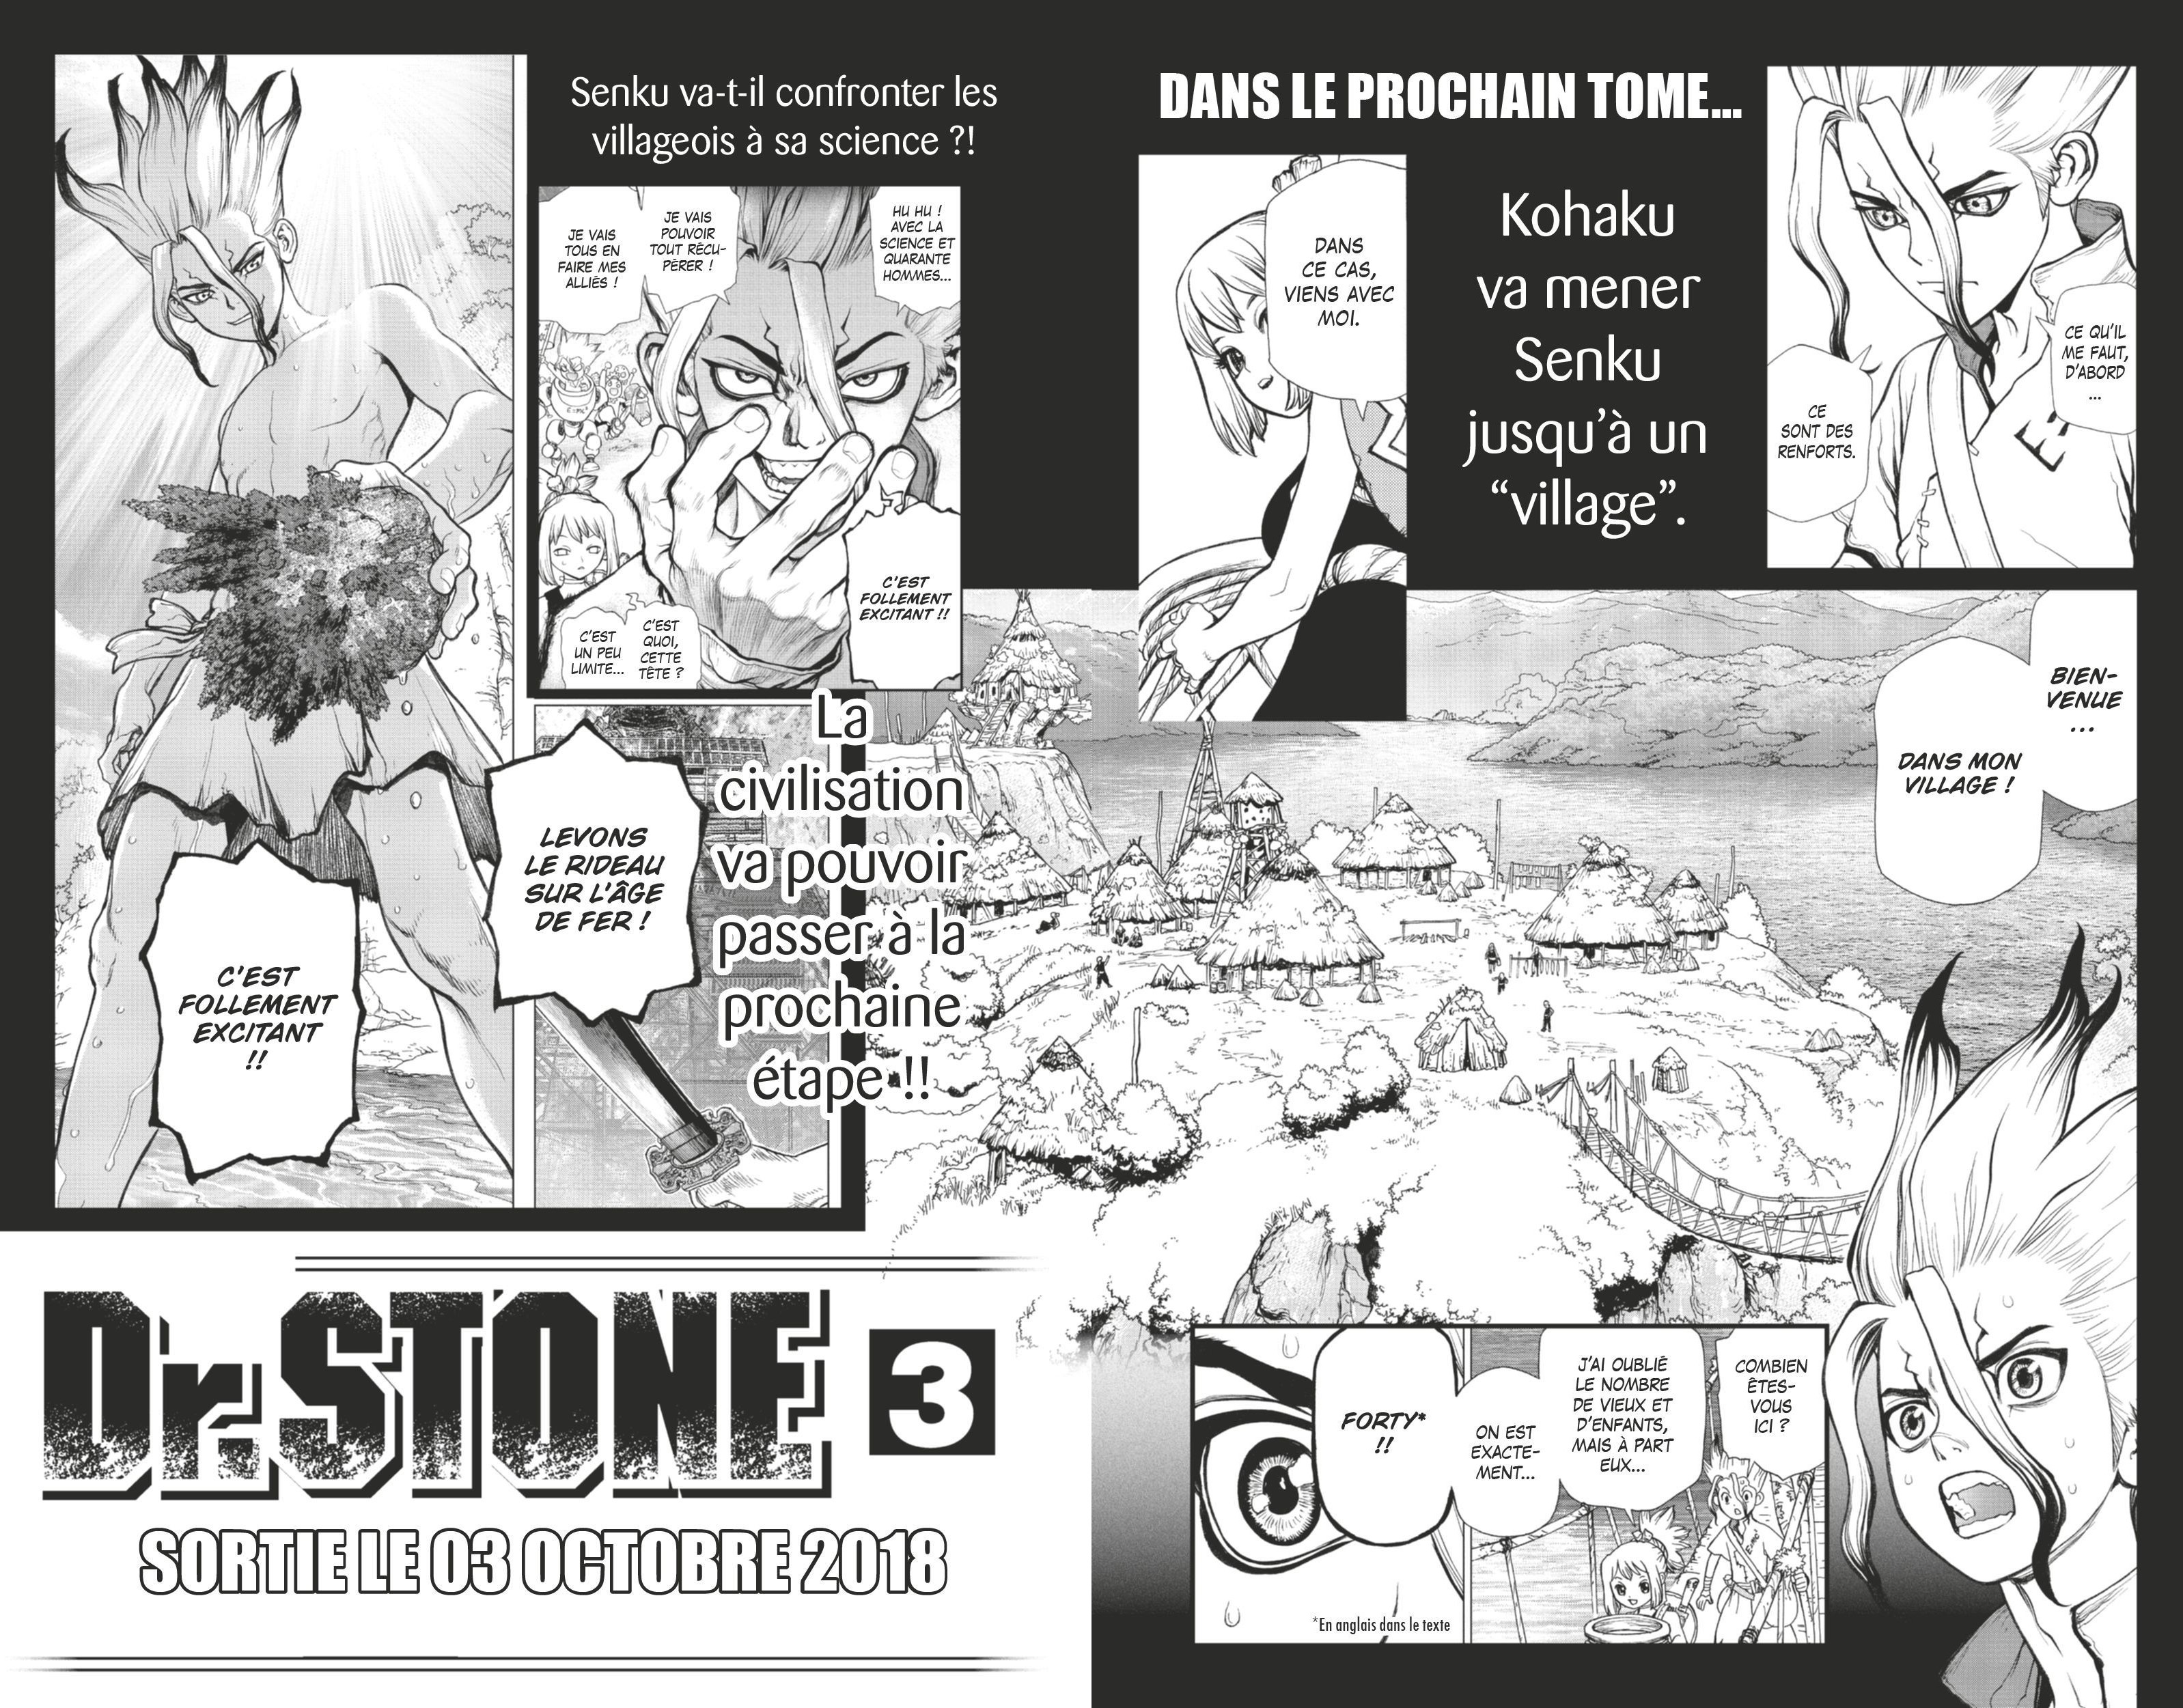 DANS LE PROCHAIN TOME...
CE QU'IL
ME FAUT,
D'ABORD
...
CE
SONT DES
RENFORTS.
Kohaku
va mener
Senku
jusqu'à un
“village”.
DANS
CE CAS,
VIENS AVEC
MOI.
BIEN-
VENUE
...
DANS MON
VILLAGE !
COMBIEN
ÊTES-
VOUS
ICI ?
J'AI OUBLIÉ
LE NOMBRE
DE VIEUX ET
D'ENFANTS,
MAIS À PART
EUX...
ON EST
EXACTE-
MENT...
FORTY*
!!
*En anglais dans le texte
Senku va-t-il confronter les
villageois à sa science ?!
HU HU !
AVEC LA
SCIENCE ET
QUARANTE
HOMMES...
JE VAIS
POUVOIR
TOUT RÉCU-
PÉRER !
JE VAIS
TOUS EN
FAIRE MES
ALLIÉS !
C'EST
FOLLEMENT
EXCITANT !!
C'EST
QUOI,
CETTE
TÊTE ?
C'EST
UN PEU
LIMITE...
La
civilisation
va pouvoir
passer à la
prochaine
étape !!
LEVONS
LE RIDEAU
SUR L'ÂGE
DE FER !
C'EST
FOLLEMENT
EXCITANT
!!
Dr.STONE 3
SORTIE LE 03 OCTOBRE 2018